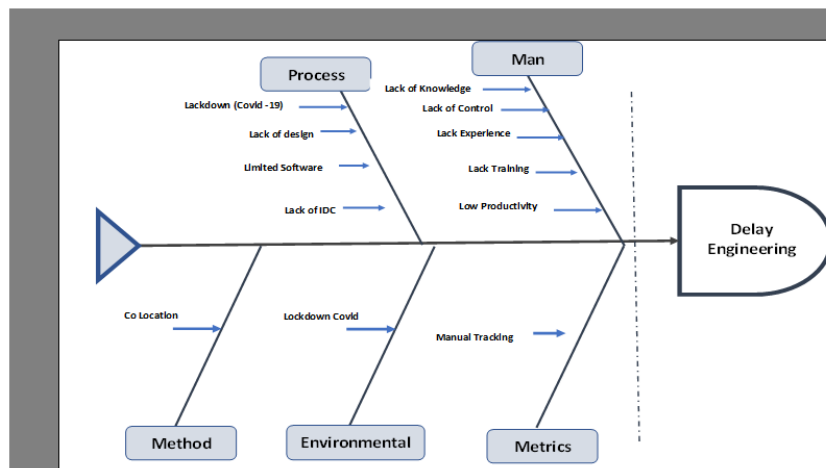 Process
Man
Lackdown (Covid -19)
Lack of design
Limited Software
Lack of IDC
Lack of Knowledge
Lack of Control
Lack Experience
Lack Training
Low Productivity
Delay
Engineering
Co Location
Lockdown Covid
Manual Tracking
Method
Environmental
Metrics